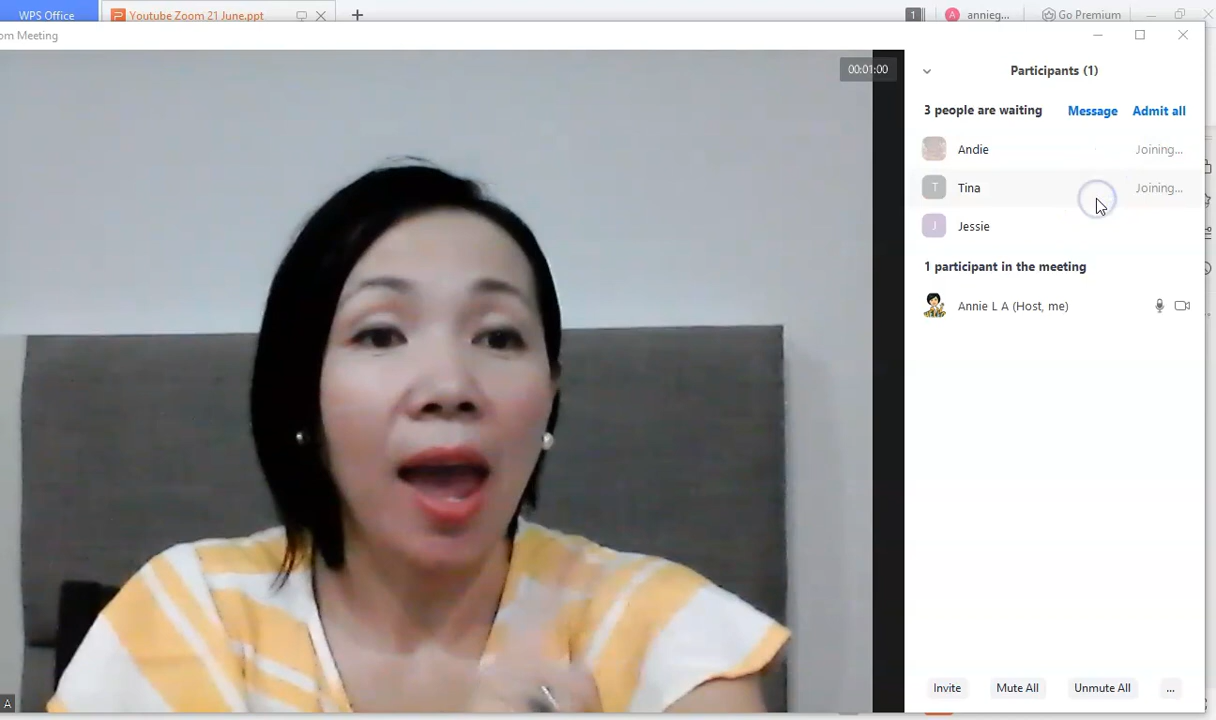 WPS Office
Youtube Zoom 21 June.ppt
1
A
annieg...
Go Premium
om Meeting
00:01:00
Participants (1)
3 people are waiting Message Admit all
Andie Joining...
T Tina Joining...
J Jessie
1 participant in the meeting
Annie L A (Host, me)
A
Invite Mute All Unmute All ...